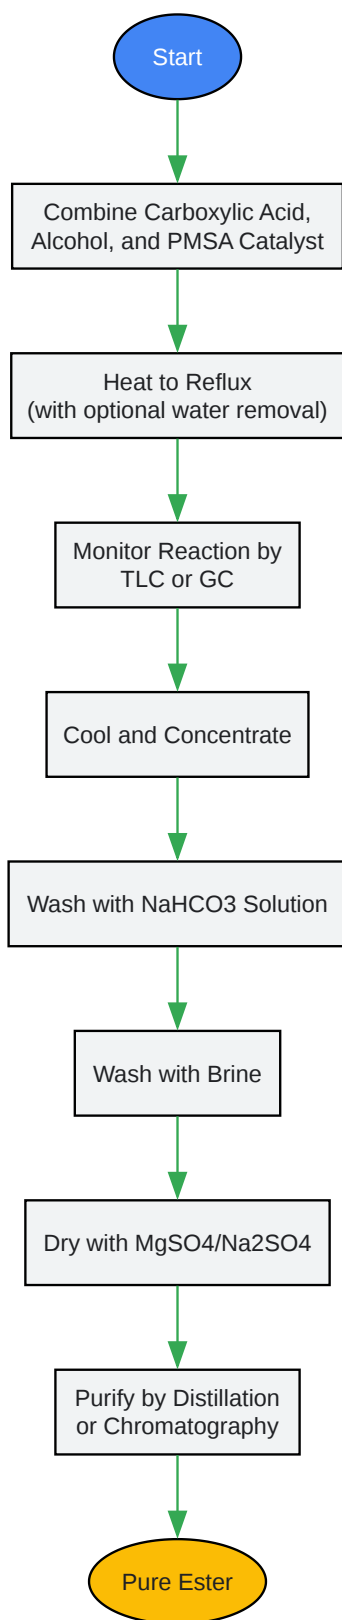 Start
Combine Carboxylic Acid,
Alcohol, and PMSA Catalyst
Heat to Reflux
(with optional water removal)
Monitor Reaction by
TLC or GC
Cool and Concentrate
Wash with NaHCO3 Solution
Wash with Brine
Dry with MgSO4/Na2SO4
Purify by Distillation
or Chromatography
Pure Ester